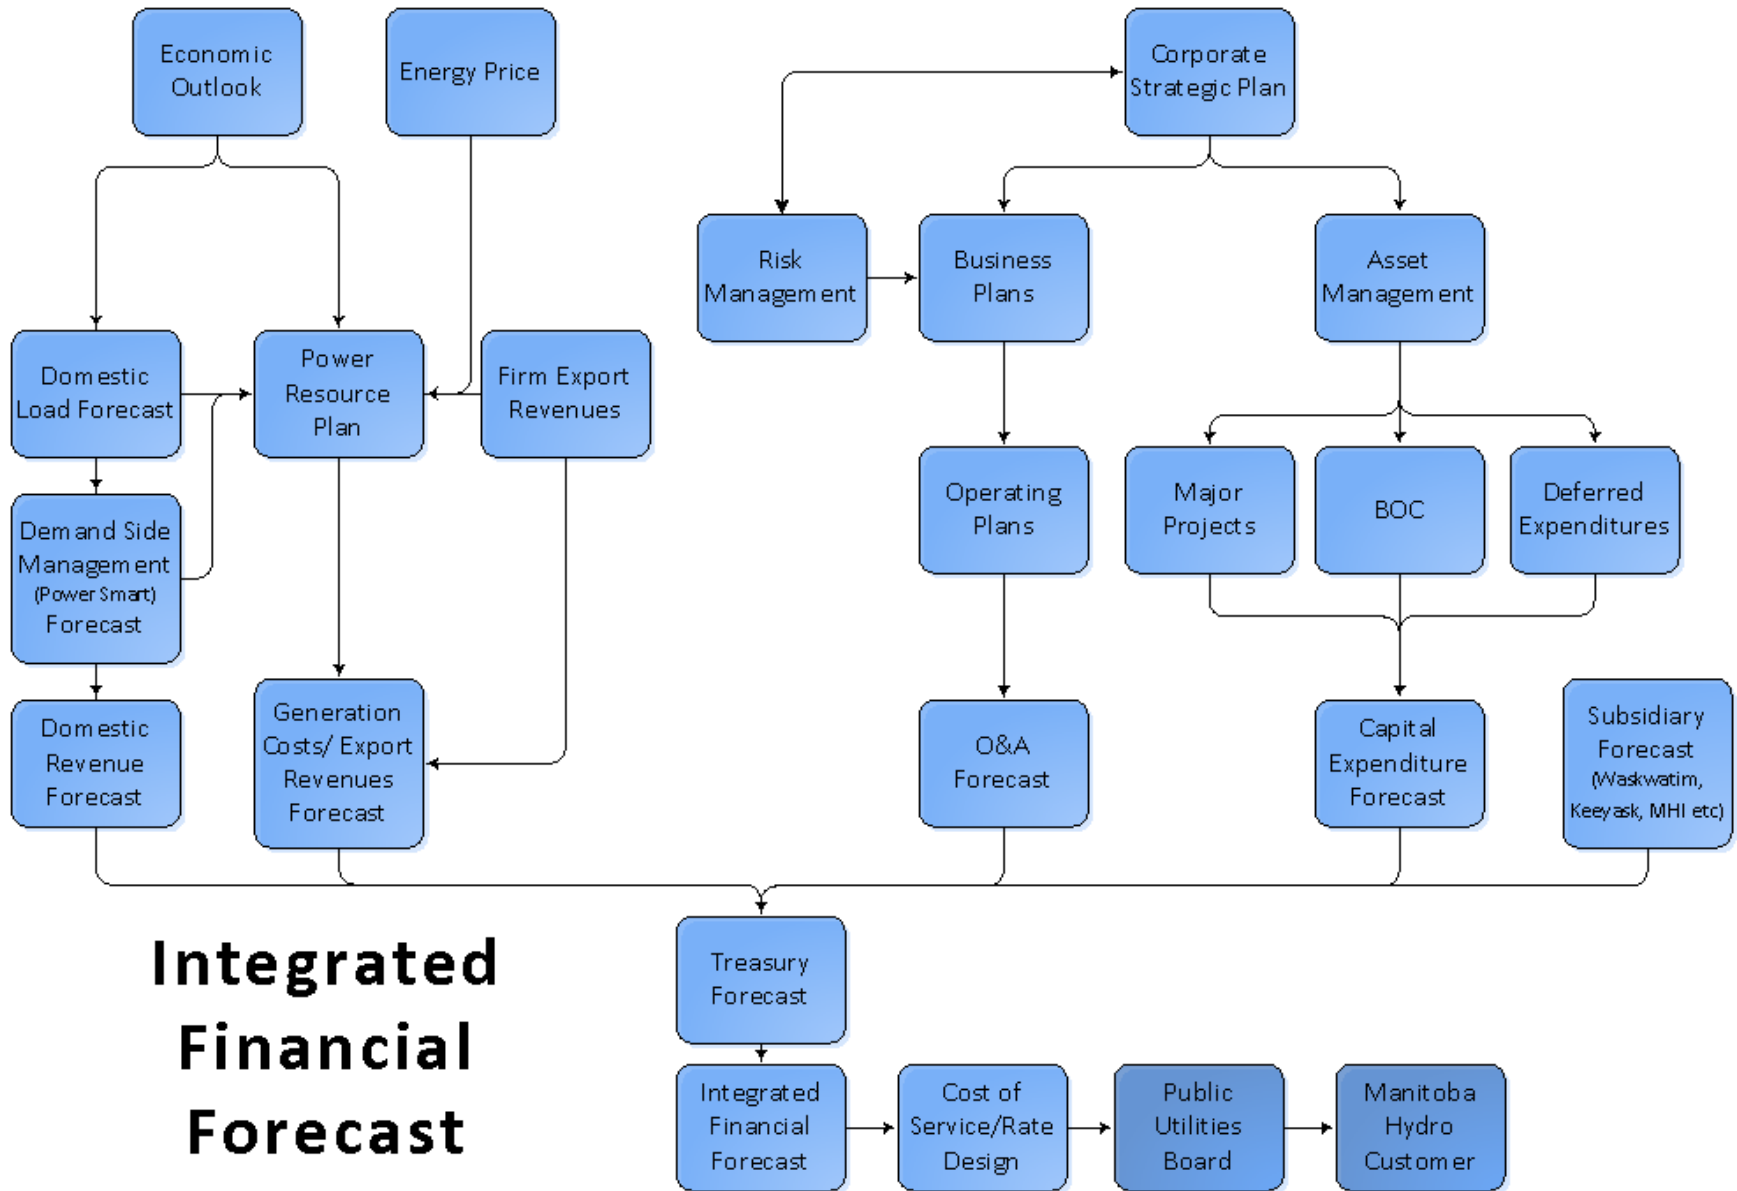 Economic
Outlook
Energy Price
Corporate
Strategic Plan
Risk
Management
Business
Plans
Asset
Management
Domestic
Load Forecast
Power
Resource
Plan
Firm Export
Revenues
Operating
Plans
Major
Projects
BOC
Deferred
Expenditures
Demand Side
Management
(Power Smart)
Forecast
Domestic
Revenue
Forecast
Generation
Costs/ Export
Revenues
Forecast
O&A
Forecast
Capital
Expenditure
Forecast
Subsidiary
Forecast
(Waskwatim,
Keeyask, MHI etc)
Integrated
Financial
Forecast
Treasury
Forecast
Integrated
Financial
Forecast
Cost of
Service/Rate
Design
Public
Utilities
Board
Manitoba
Hydro
Customer